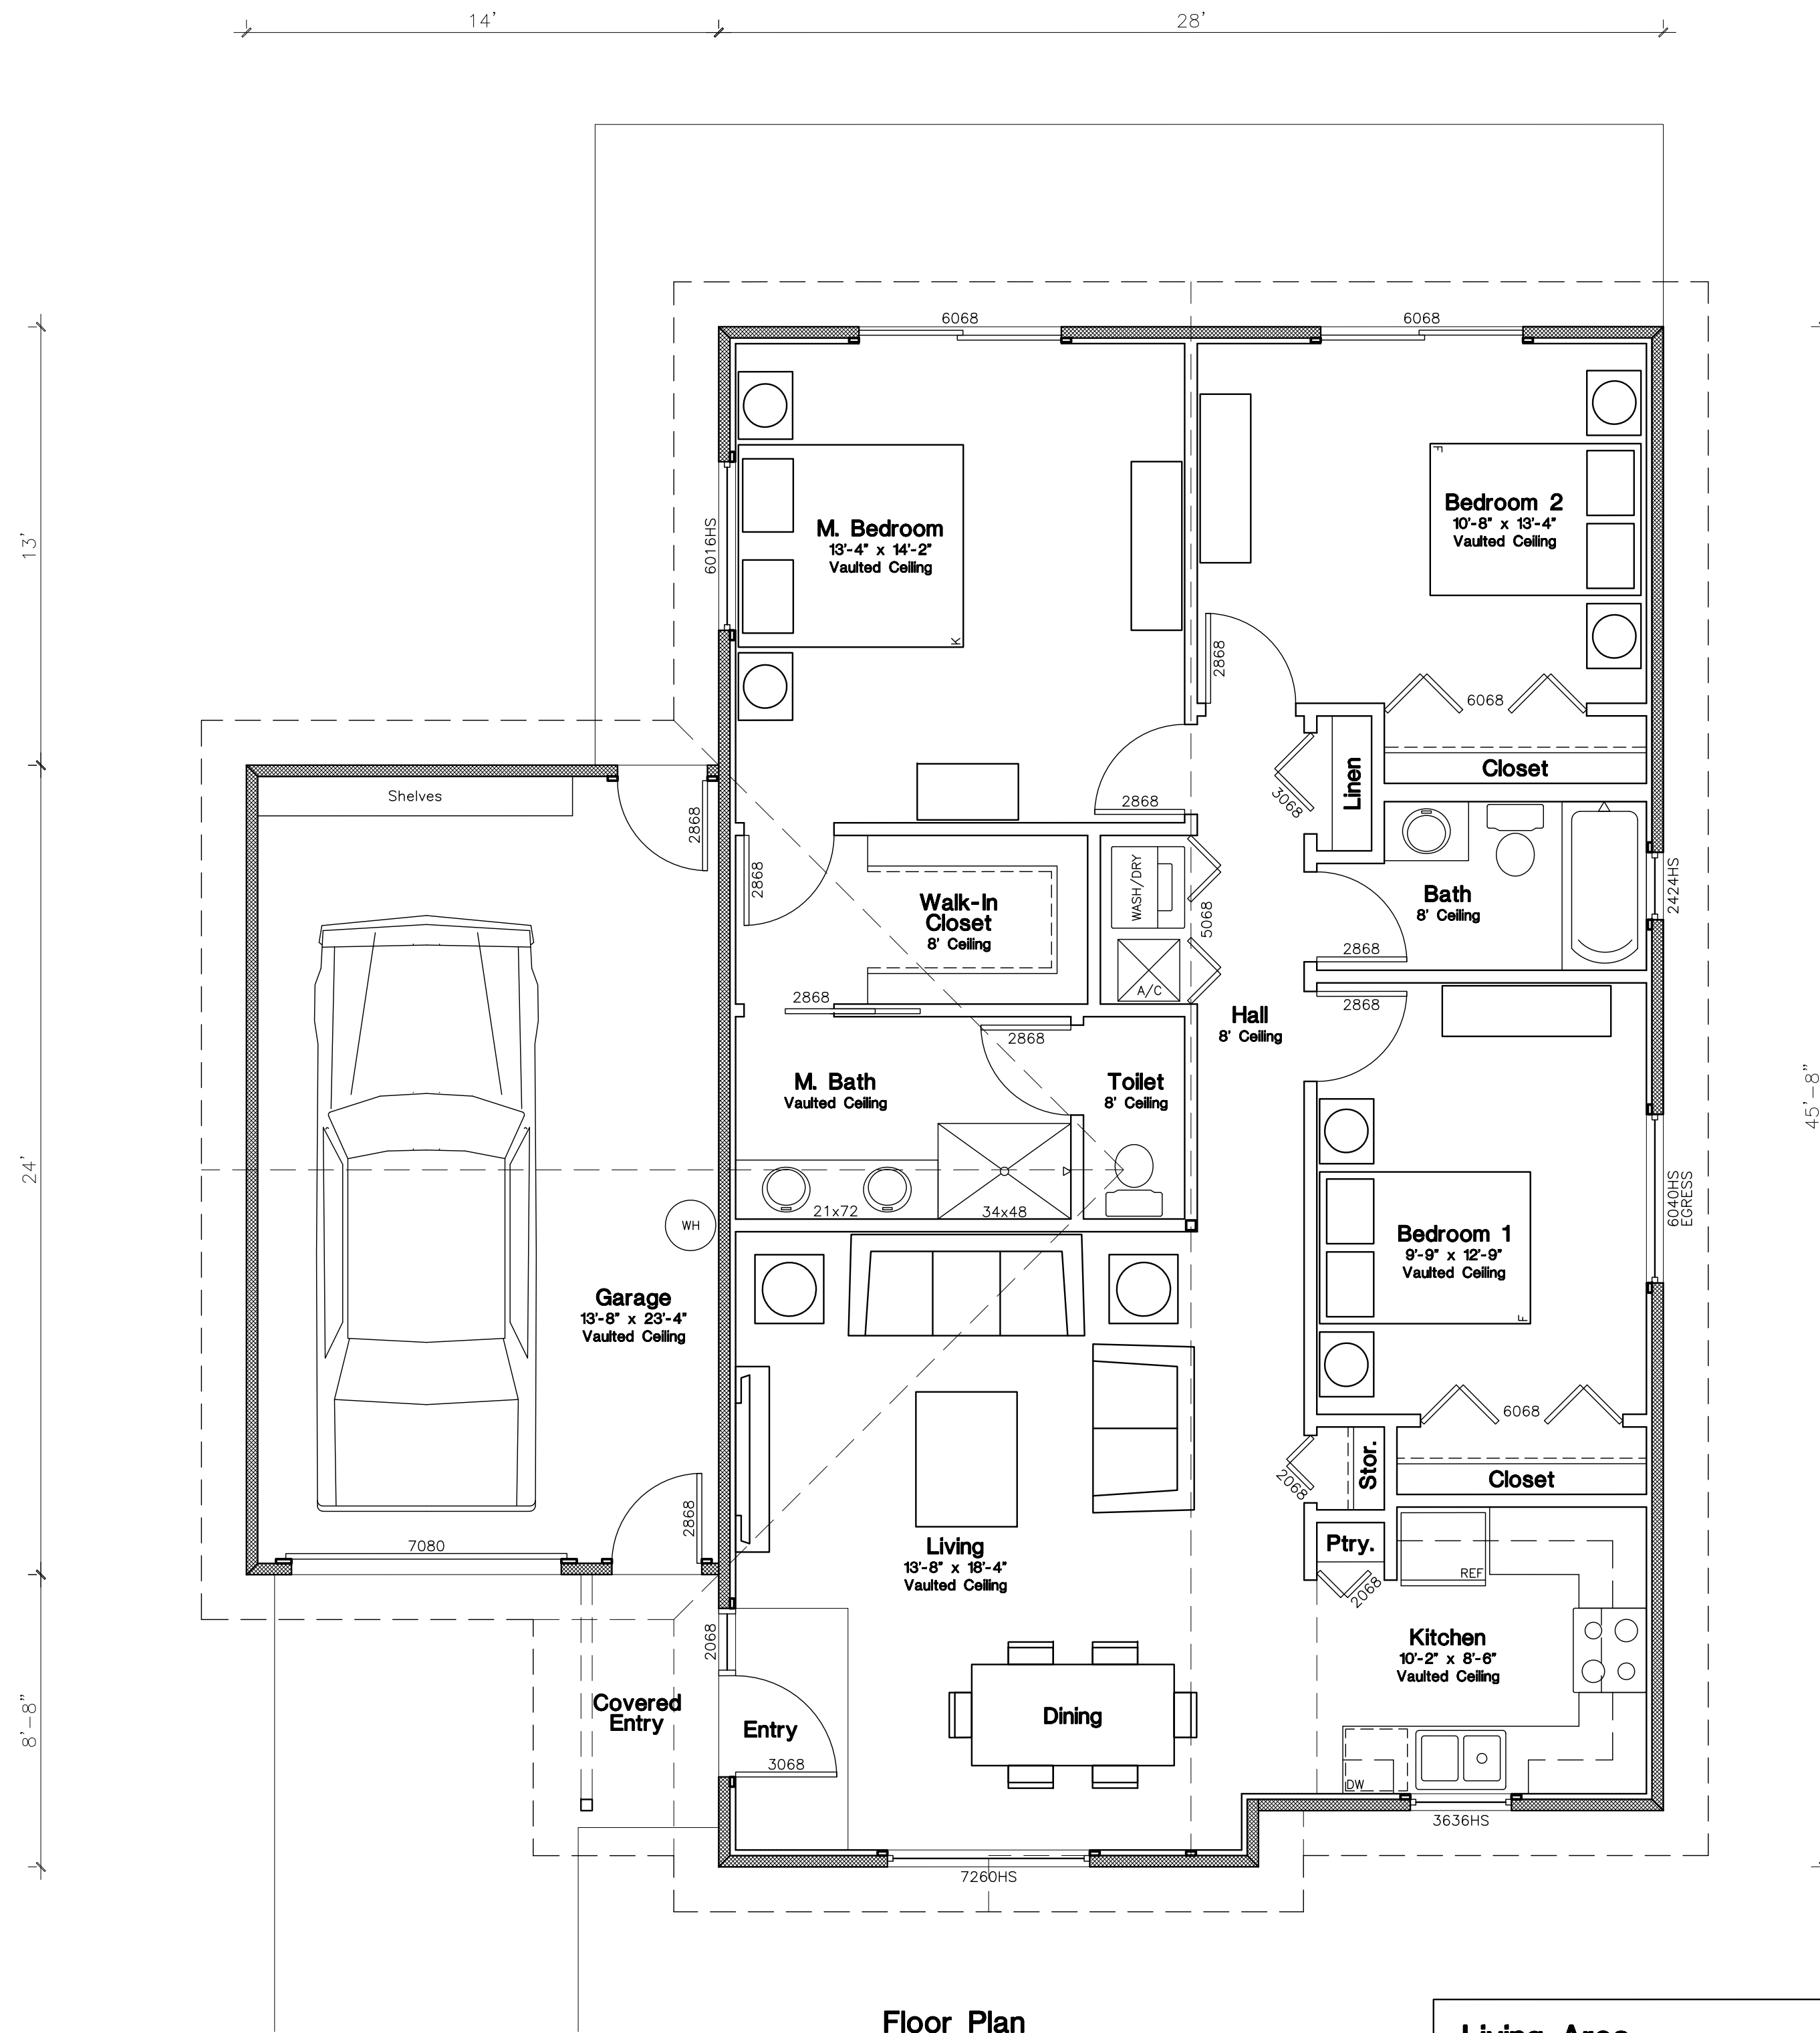 14'
28'
6068
6068
13'
6016HS
M. Bedroom
13'-4" x 14'-2"
Vaulted Ceiling
K
F
Bedroom 2
10'-8" x 13'-4"
Vaulted Ceiling
2868
6068
Closet
Linen
3068
2868
Shelves
2868
2868
Walk-In
Closet
8' Ceiling
WASH/DRY
5068
A/C
Bath
8' Ceiling
2868
2424HS
2868
2868
Hall
8' Ceiling
2868
M. Bath
Vaulted Ceiling
Toilet
8' Ceiling
45'-8"
24'
21x72
34x48
WH
6040HS
EGRESS
Bedroom 1
9'-9" x 12'-9"
Vaulted Ceiling
F
Garage
13'-8" x 23'-4"
Vaulted Ceiling
6068
Closet
Stor.
2068
7080
2868
Living
13'-8" x 18'-4"
Vaulted Ceiling
Ptry.
2068
REF
2068
Kitchen
10'-2" x 8'-6"
Vaulted Ceiling
8'-8"
Covered
Entry
Entry
3068
Dining
DW
3636HS
7260HS
Floor Plan
Living Area